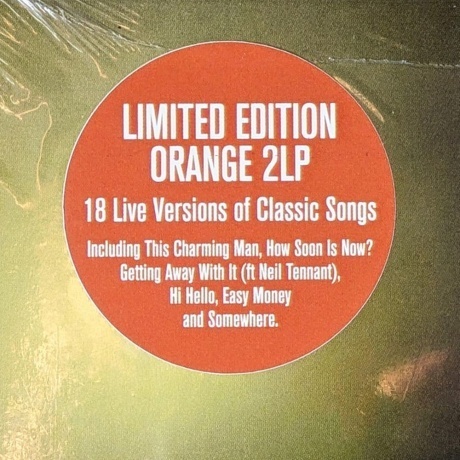 LIMITED EDITION
ORANGE 2LP
18 Live Versions of Classic Songs
Including This Charming Man, How Soon Is Now?
Getting Away With It (ft Neil Tennant),
Hi Hello, Easy Money
and Somewhere.